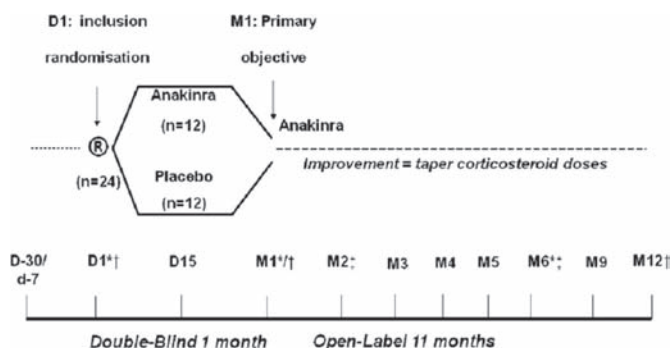 D1: inclusion
randomisation
M1: Primary
objective
Anakinra
(n=12)
Anakinra
R
Improvement = taper corticosteroid doses
(n=24)
Placebo
(n=12)
D-30/ D1*† D15 M1*/† M2‡ M3 M4 M5 M6*‡ M9 M12†
d-7
Double-Blind 1 month Open-Label 11 months